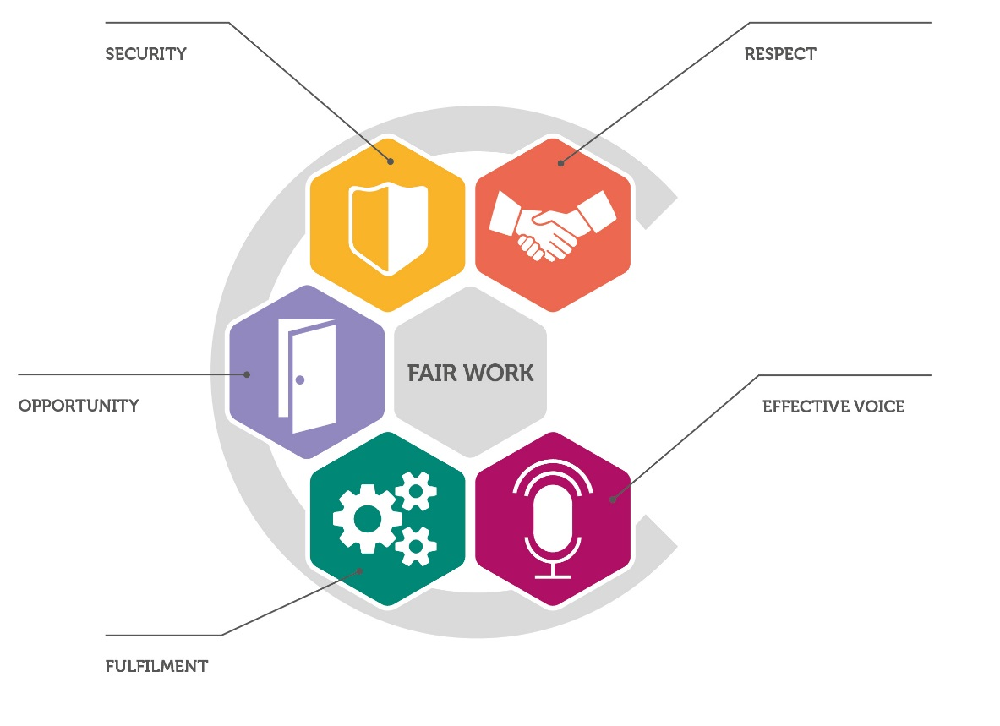 SECURITY
RESPECT
FAIR WORK
OPPORTUNITY
EFFECTIVE VOICE
FULFILMENT